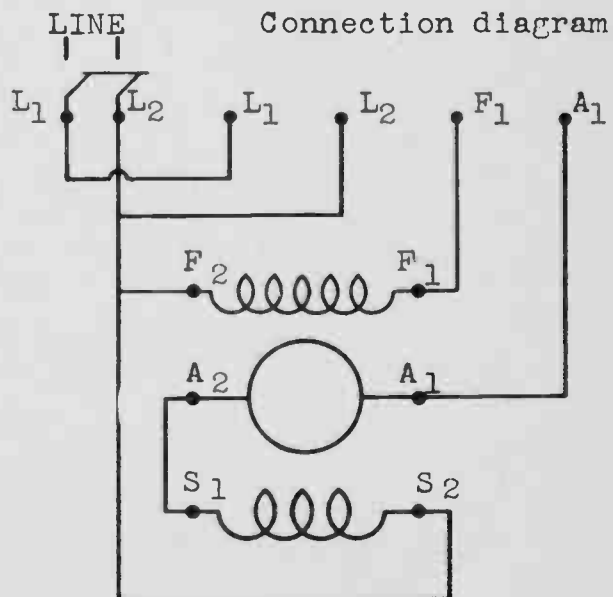 LINE Connection diagram
L1 L2 L1 L2 F1 A1
F2 F1
A2 A1
S1 S2